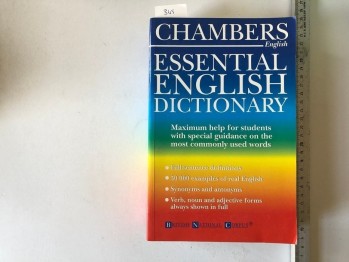 345
CHAMBERS
English
ESSENTIAL
ENGLISH
DICTIONARY
Maximum help for students
with special guidance on the
most commonly used words
• Synonyms and antonyms
• Verb, noun and adjective forms
always shown in full